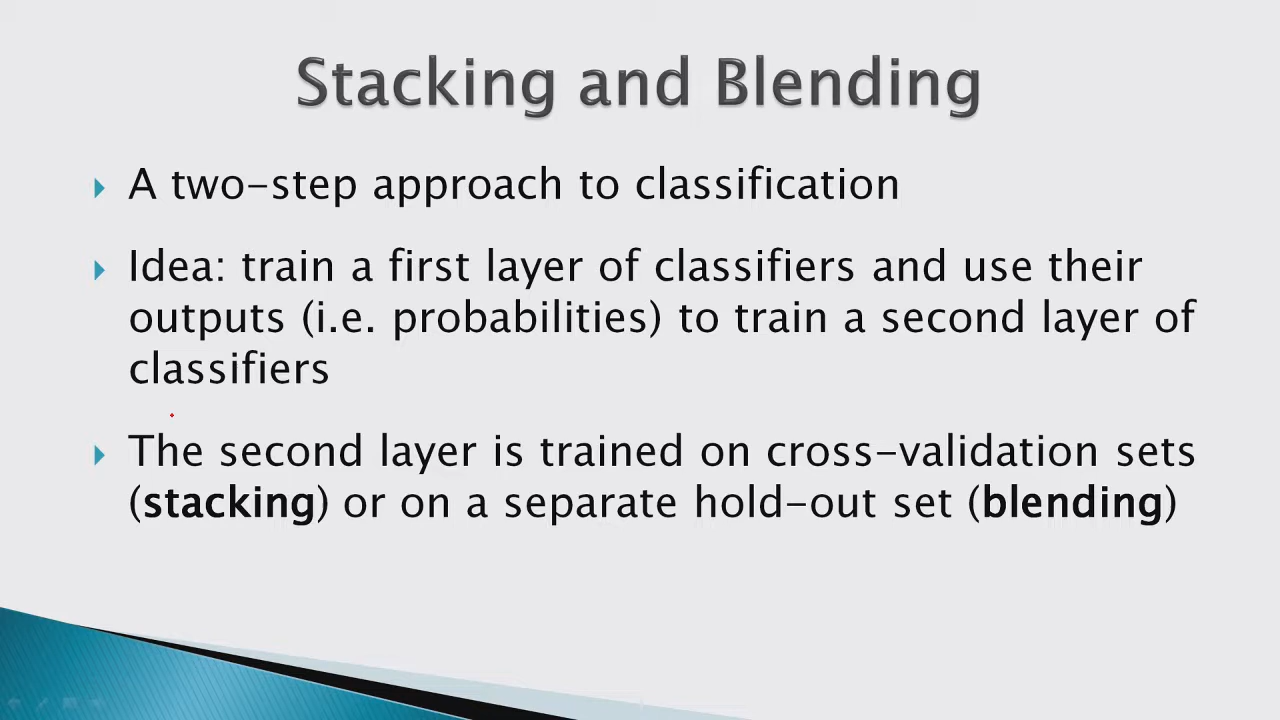 Stacking and Blending
A two-step approach to classification
Idea: train a first layer of classifiers and use their
outputs (i.e. probabilities) to train a second layer of
classifiers
The second layer is trained on cross-validation sets
(stacking) or on a separate hold-out set (blending)